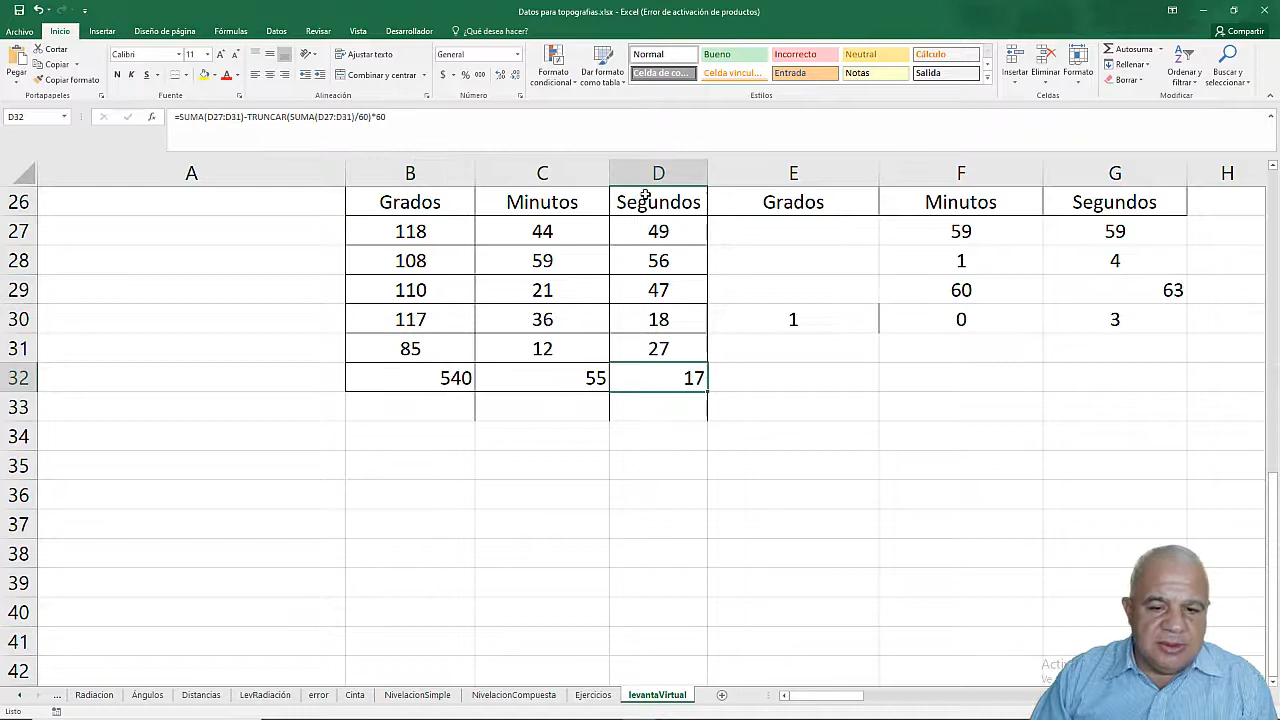 Datos para topografias.xlsx - Excel (Error de activación de productos)
Archivo Inicio Insertar Diseño de página Fórmulas Datos Revisar Vista Desarrollador ¿Qué desea hacer? Compartir
Cortar Calibri 11 Ajustar texto General Normal Bueno Incorrecto Neutral Cálculo Autosuma
Copiar Rellenar
Pegar Copiar formato N K S Combinar y centrar $ % 000 Formato condicional Dar formato como tabla Celda de co... Celda vincul... Entrada Notas Salida Insertar Eliminar Formato Borrar Ordenar y filtrar Buscar y seleccionar
Portapapeles Fuente Alineación Número Estilos Celdas Modificar
D32 fx =SUMA(D27:D31)-TRUNCAR(SUMA(D27:D31)/60)*60
A B C D E F G H
26 Grados Minutos Segundos Grados Minutos Segundos
27 118 44 49 59 59
28 108 59 56 1 4
29 110 21 47 60 63
30 117 36 18 1 0 3
31 85 12 27
32 540 55 17
33
34
35
36
37
38
39
40
41
42
... Radiacion Ángulos Distancias LevRadiación error Cinta NivelacionSimple NivelacionCompuesta Ejercicios levantaVirtual
Listo